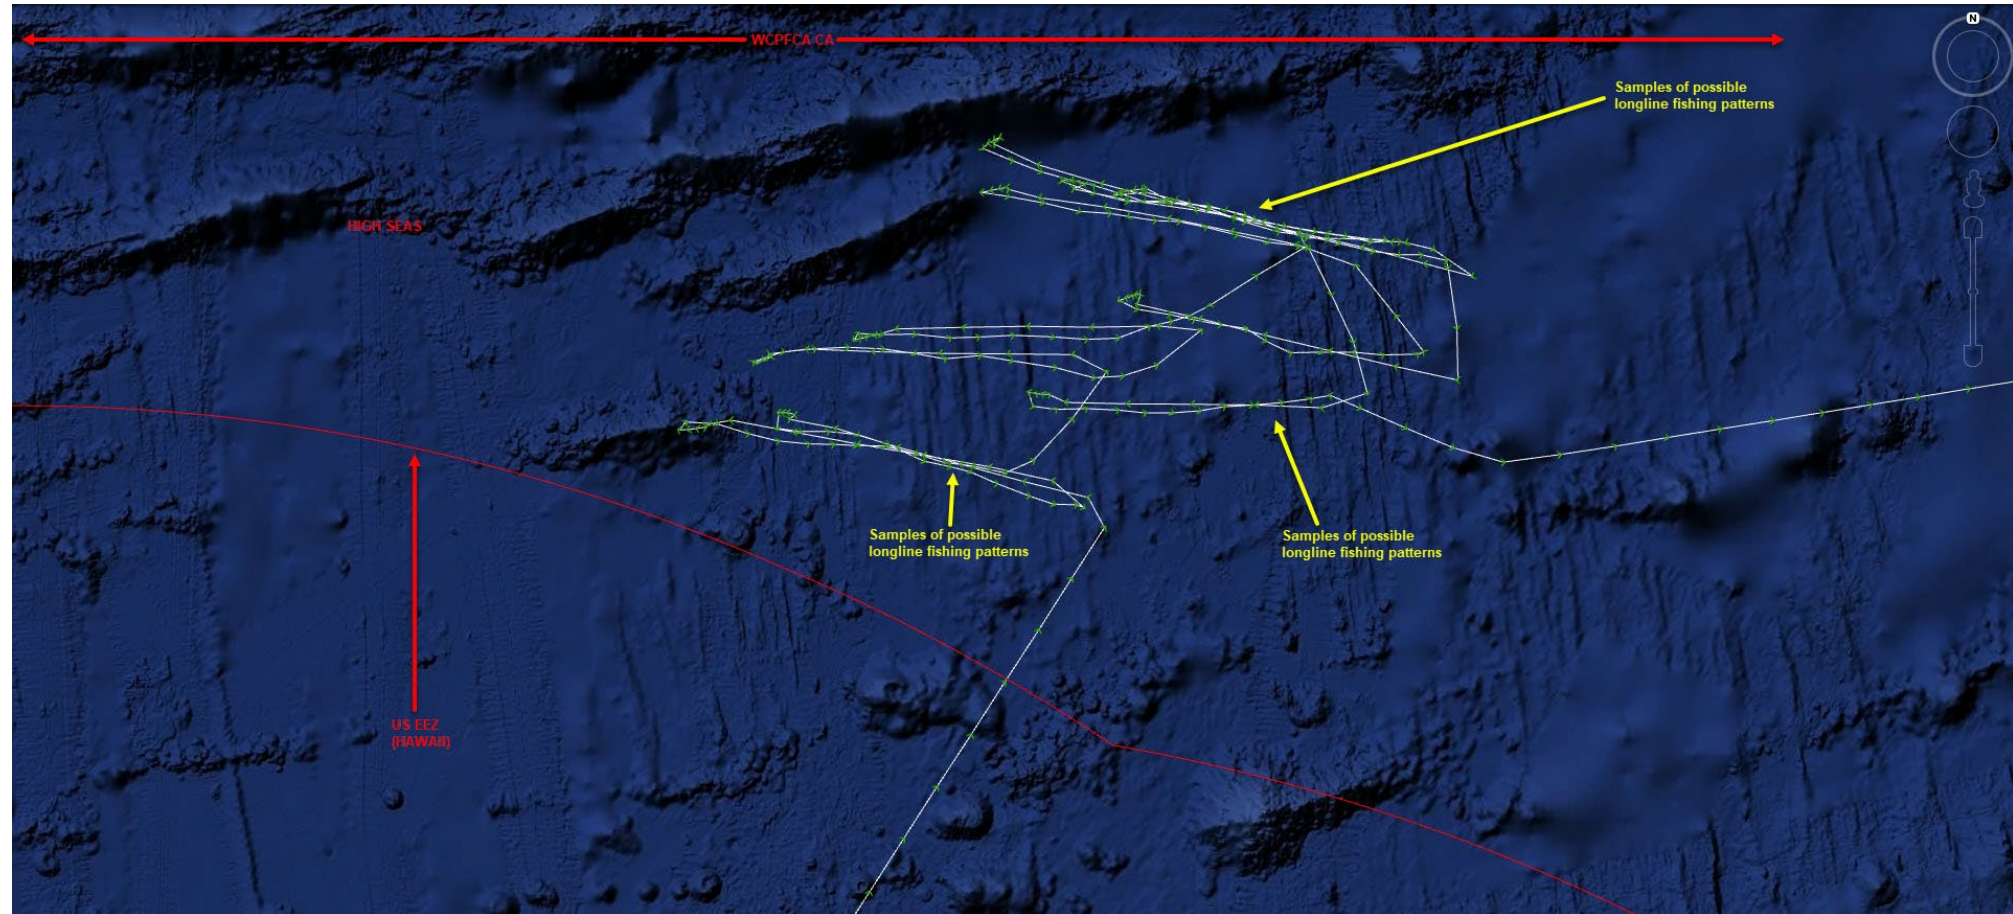 N
WCPFCA CA
Samples of possible
longline fishing patterns
HIGH SEAS
Samples of possible
longline fishing patterns
Samples of possible
longline fishing patterns
US EEZ
(HAWAII)